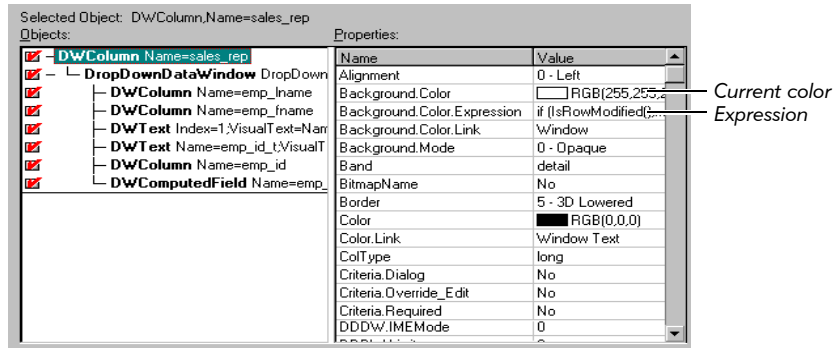 Selected Object: DWColumn,Name=sales_rep
Objects:
Properties:
DWColumn Name=sales_rep
DropDownDataWindow DropDown
DWColumn Name=emp_lname
DWColumn Name=emp_fname
DWText Index=1;VisualText=Nam
DWText Name=emp_id_t;VisualT
DWColumn Name=emp_id
DWComputedField Name=emp_
Name Value
Alignment 0 - Left
Background.Color RGB(255,255,2
Background.Color.Expression if (IsRowModified(),
Background.Color.Link Window
Background.Mode 0 - Opaque
Band detail
BitmapName No
Border 5 - 3D Lowered
Color RGB(0,0,0)
Color.Link Window Text
ColType long
Criteria.Dialog No
Criteria.Override_Edit No
Criteria.Required No
DDDW.IMEMode 0
Current color
Expression